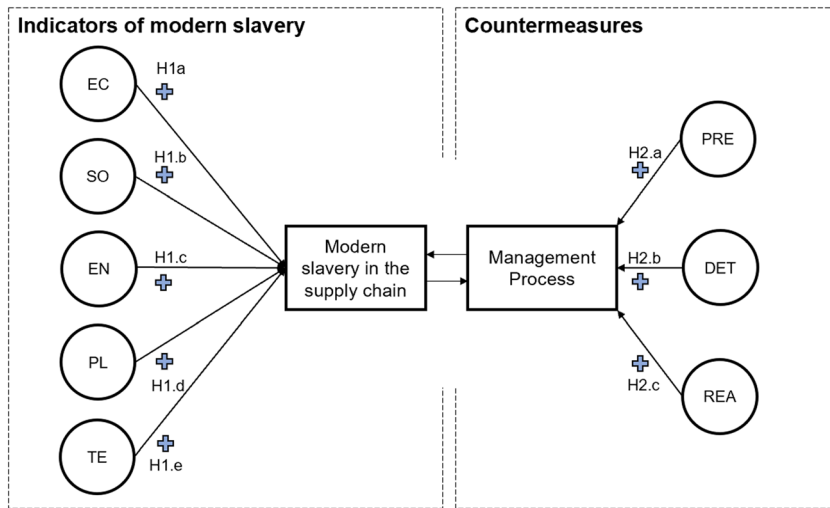 Indicators of modern slavery
EC
H1a
SO
H1.b
EN
H1.c
PL
H1.d
TE
H1.e
Modern
slavery in the
supply chain
Countermeasures
Management
Process
PRE
H2.a
DET
H2.b
REA
H2.c